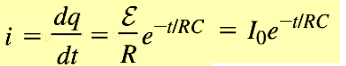 i = dq/dt = ℰ/R e^{-t/RC} = I₀e^{-t/RC}